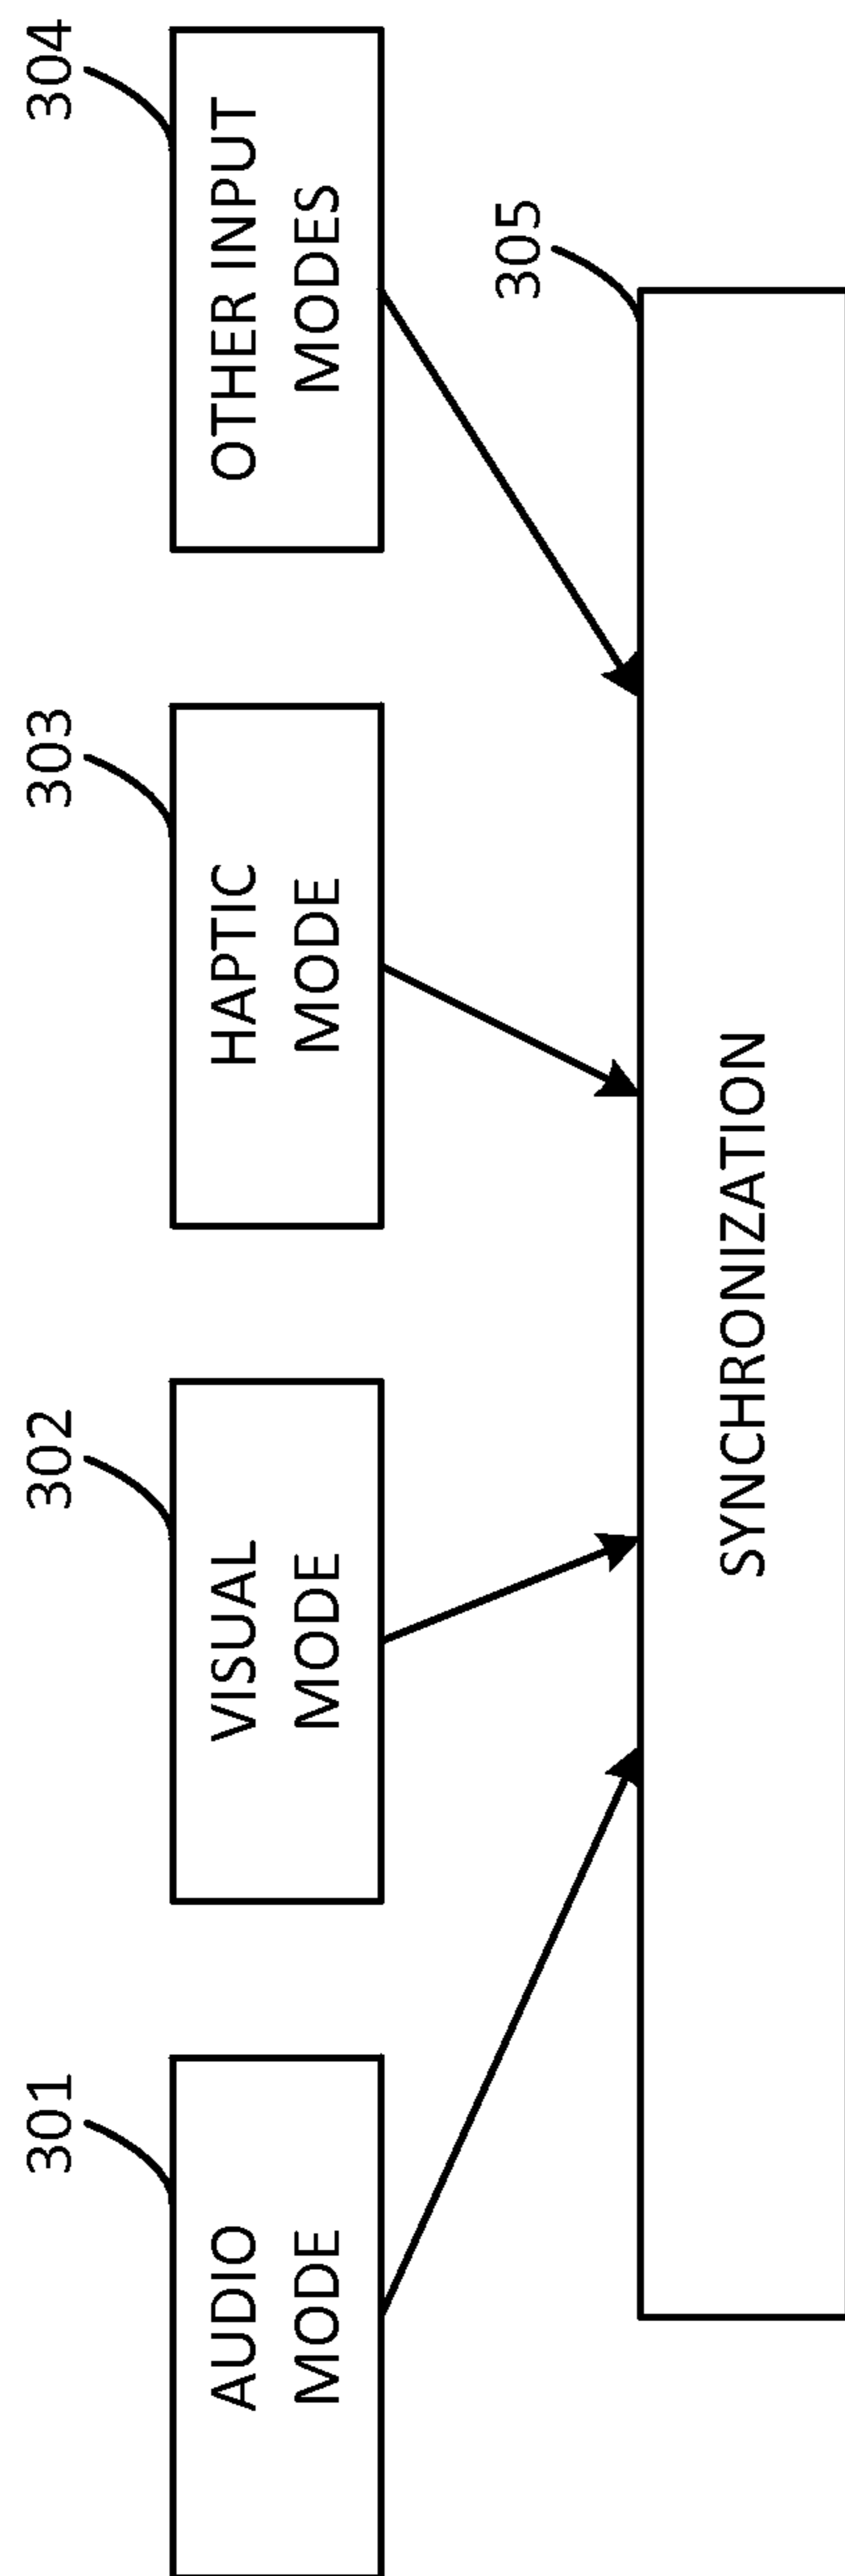 301
AUDIO
MODE
302
VISUAL
MODE
303
HAPTIC
MODE
304
OTHER INPUT
MODES
305
SYNCHRONIZATION